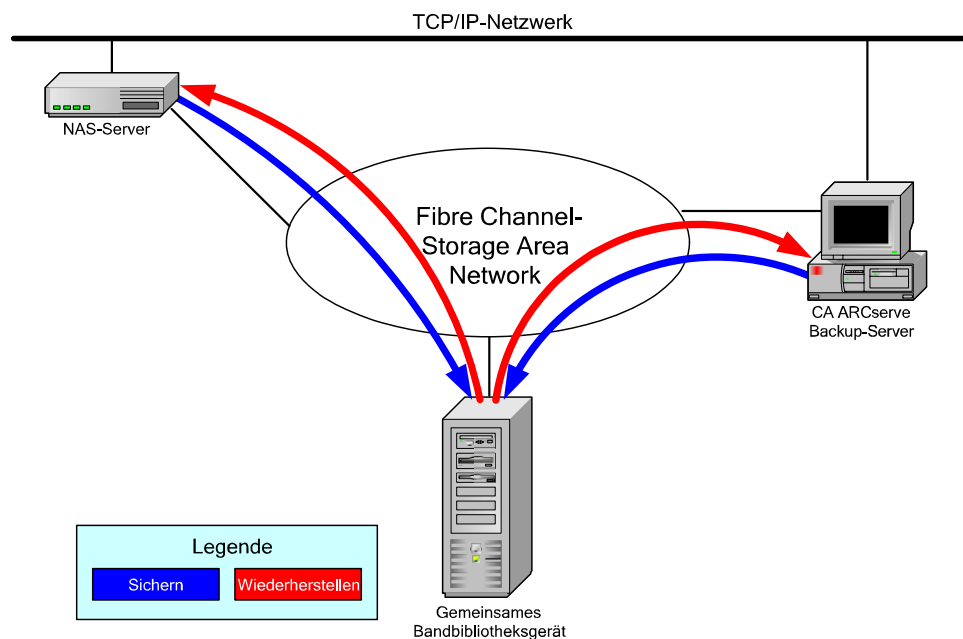 TCP/IP-Netzwerk
NAS-Server
Fibre Channel-
Storage Area
Network
CA ARCserve
Backup-Server
Legende
Sichern
Wiederherstellen
Gemeinsames
Bandbibliotheksgerät